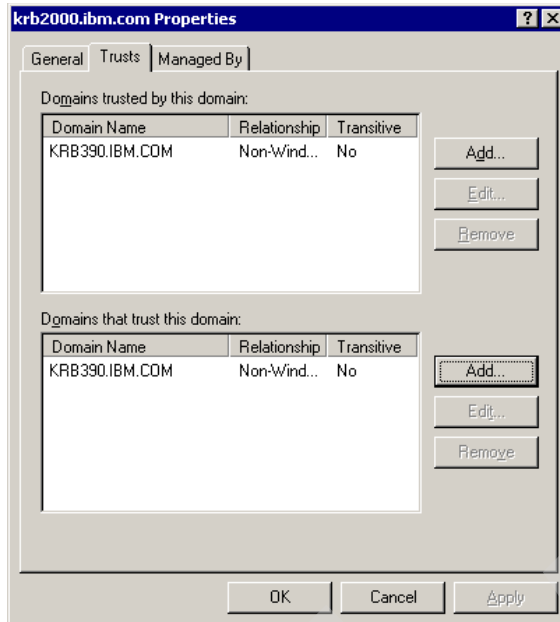 krb2000.ibm.com Properties
General Trusts Managed By
Domains trusted by this domain:
Domain Name Relationship Transitive
KRB390.IBM.COM Non-Wind... No
Add...
Edit...
Remove
Domains that trust this domain:
Domain Name Relationship Transitive
KRB390.IBM.COM Non-Wind... No
Add...
Edit...
Remove
OK Cancel Apply